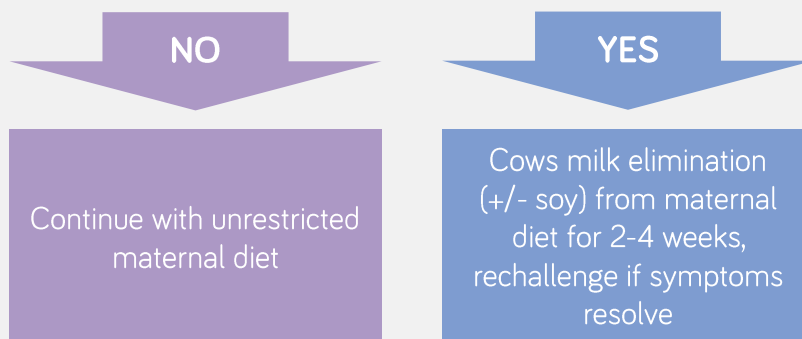 NO
Continue with unrestricted
maternal diet
YES
Cows milk elimination
(+/- soy) from maternal
diet for 2-4 weeks,
rechallenge if symptoms
resolve